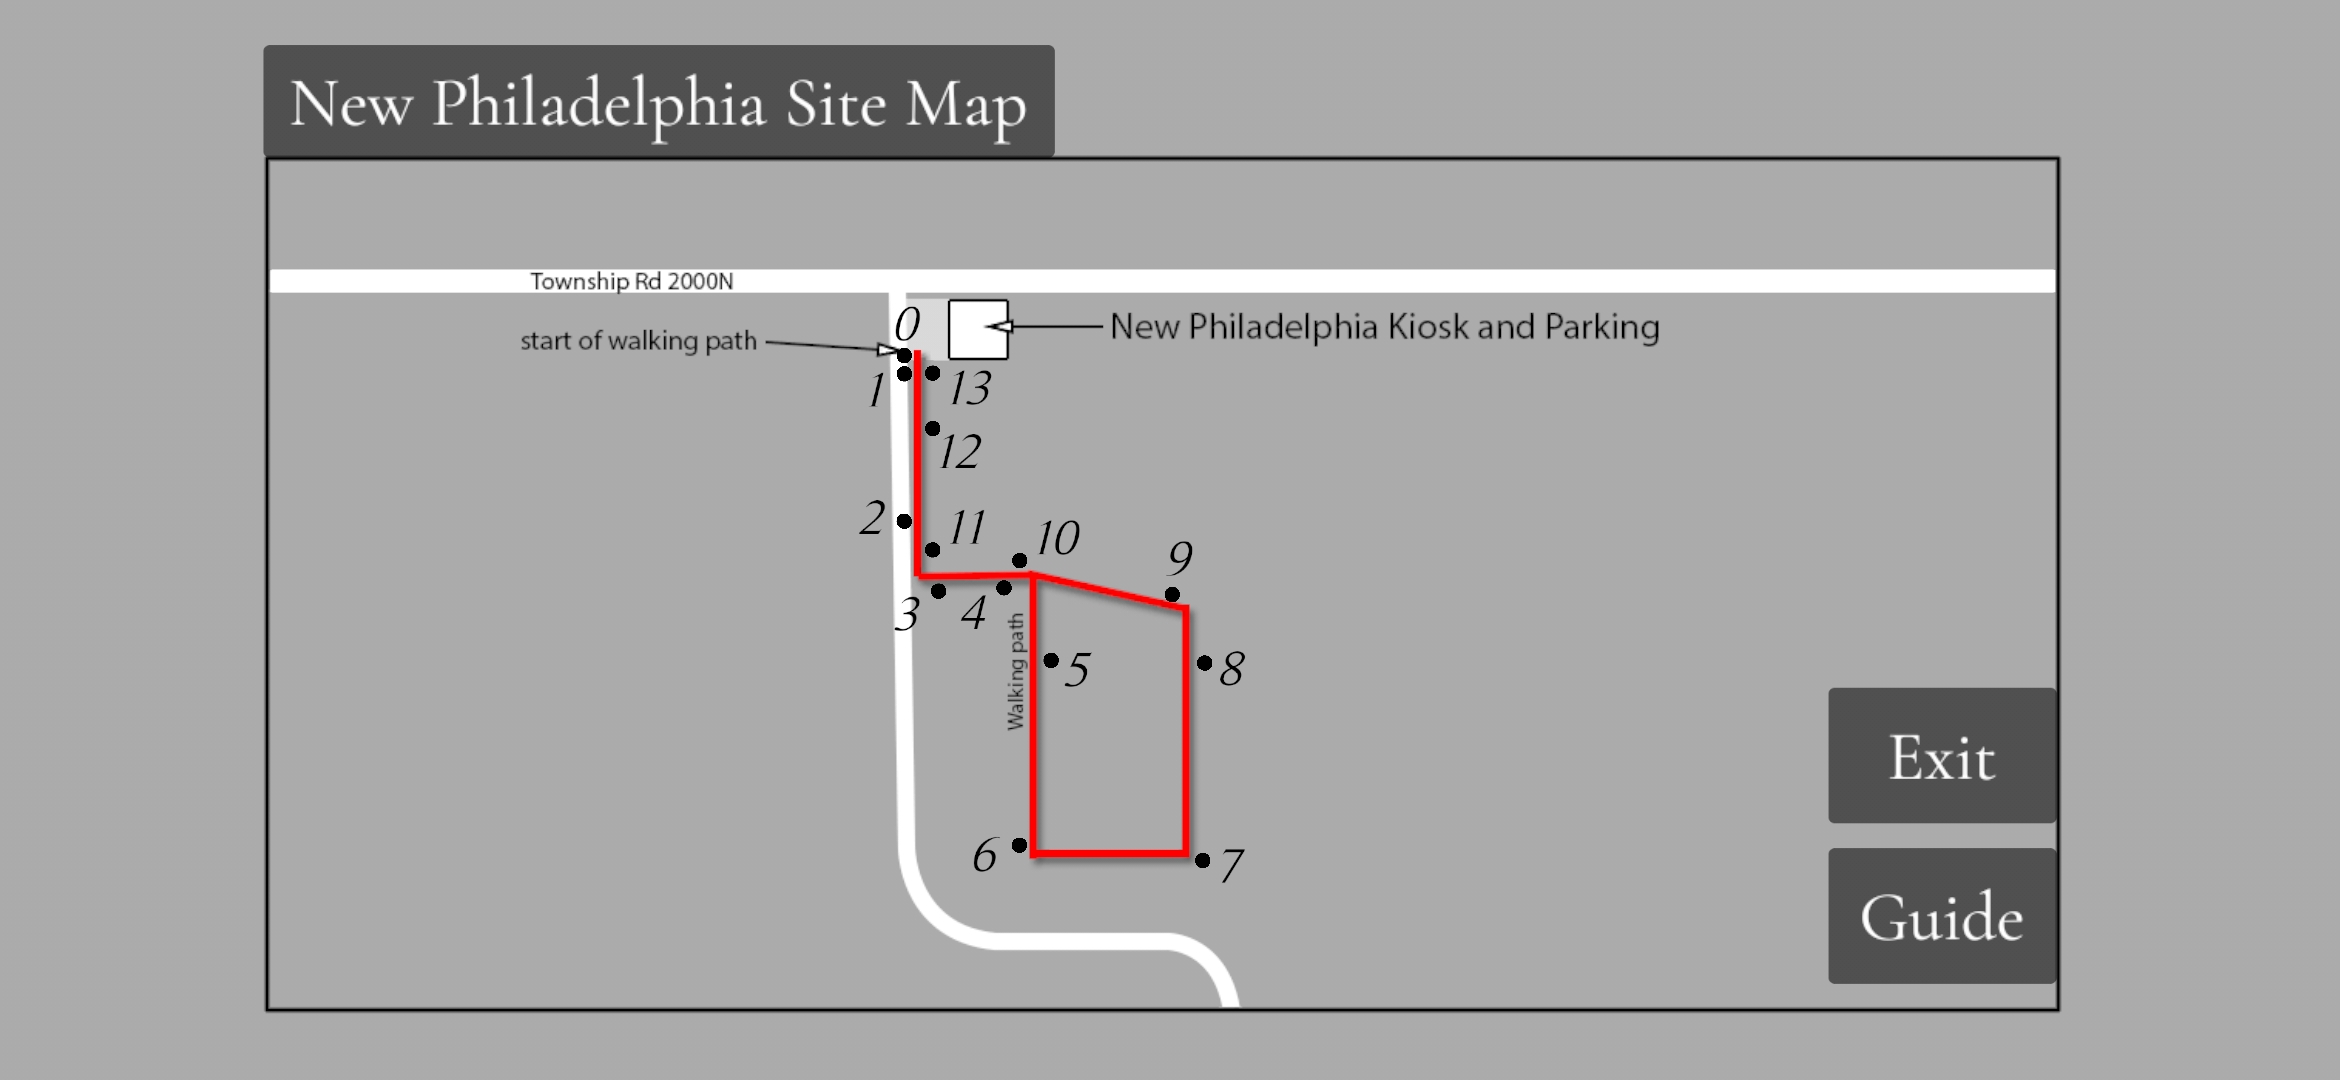 New Philadelphia Site Map
Township Rd 2000N
0
New Philadelphia Kiosk and Parking
start of walking path
1
13
12
2
11
10
9
3
4
Walking path
5
8
6
7
Exit
Guide